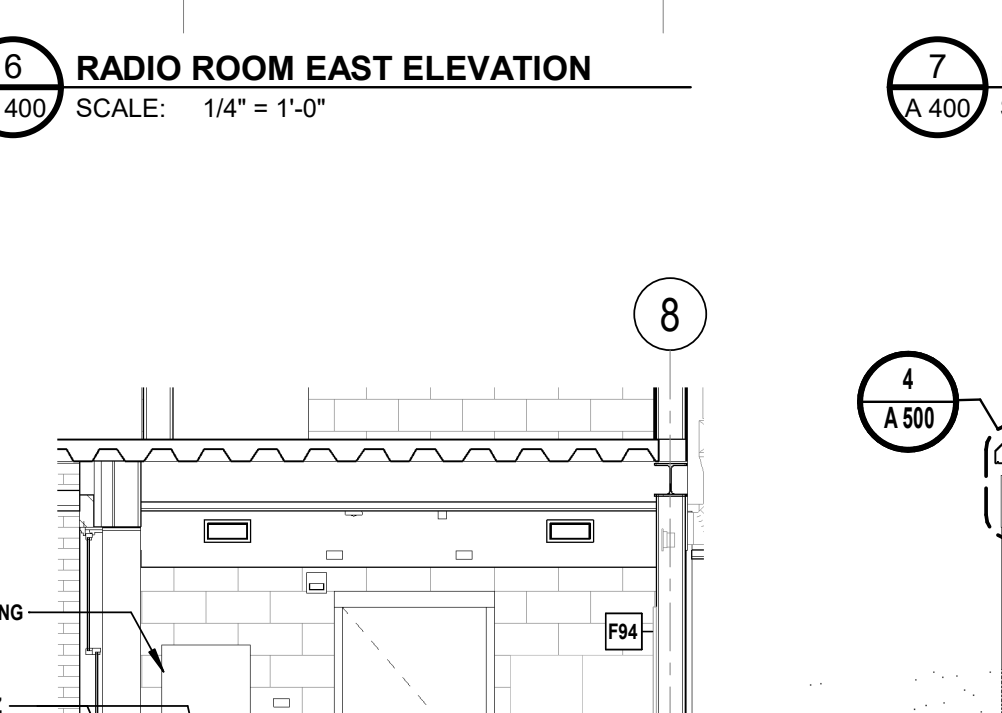 6
400
RADIO ROOM EAST ELEVATION
SCALE: 1/4" = 1'-0"
7
A 400
8
4
A 500
NG
F94